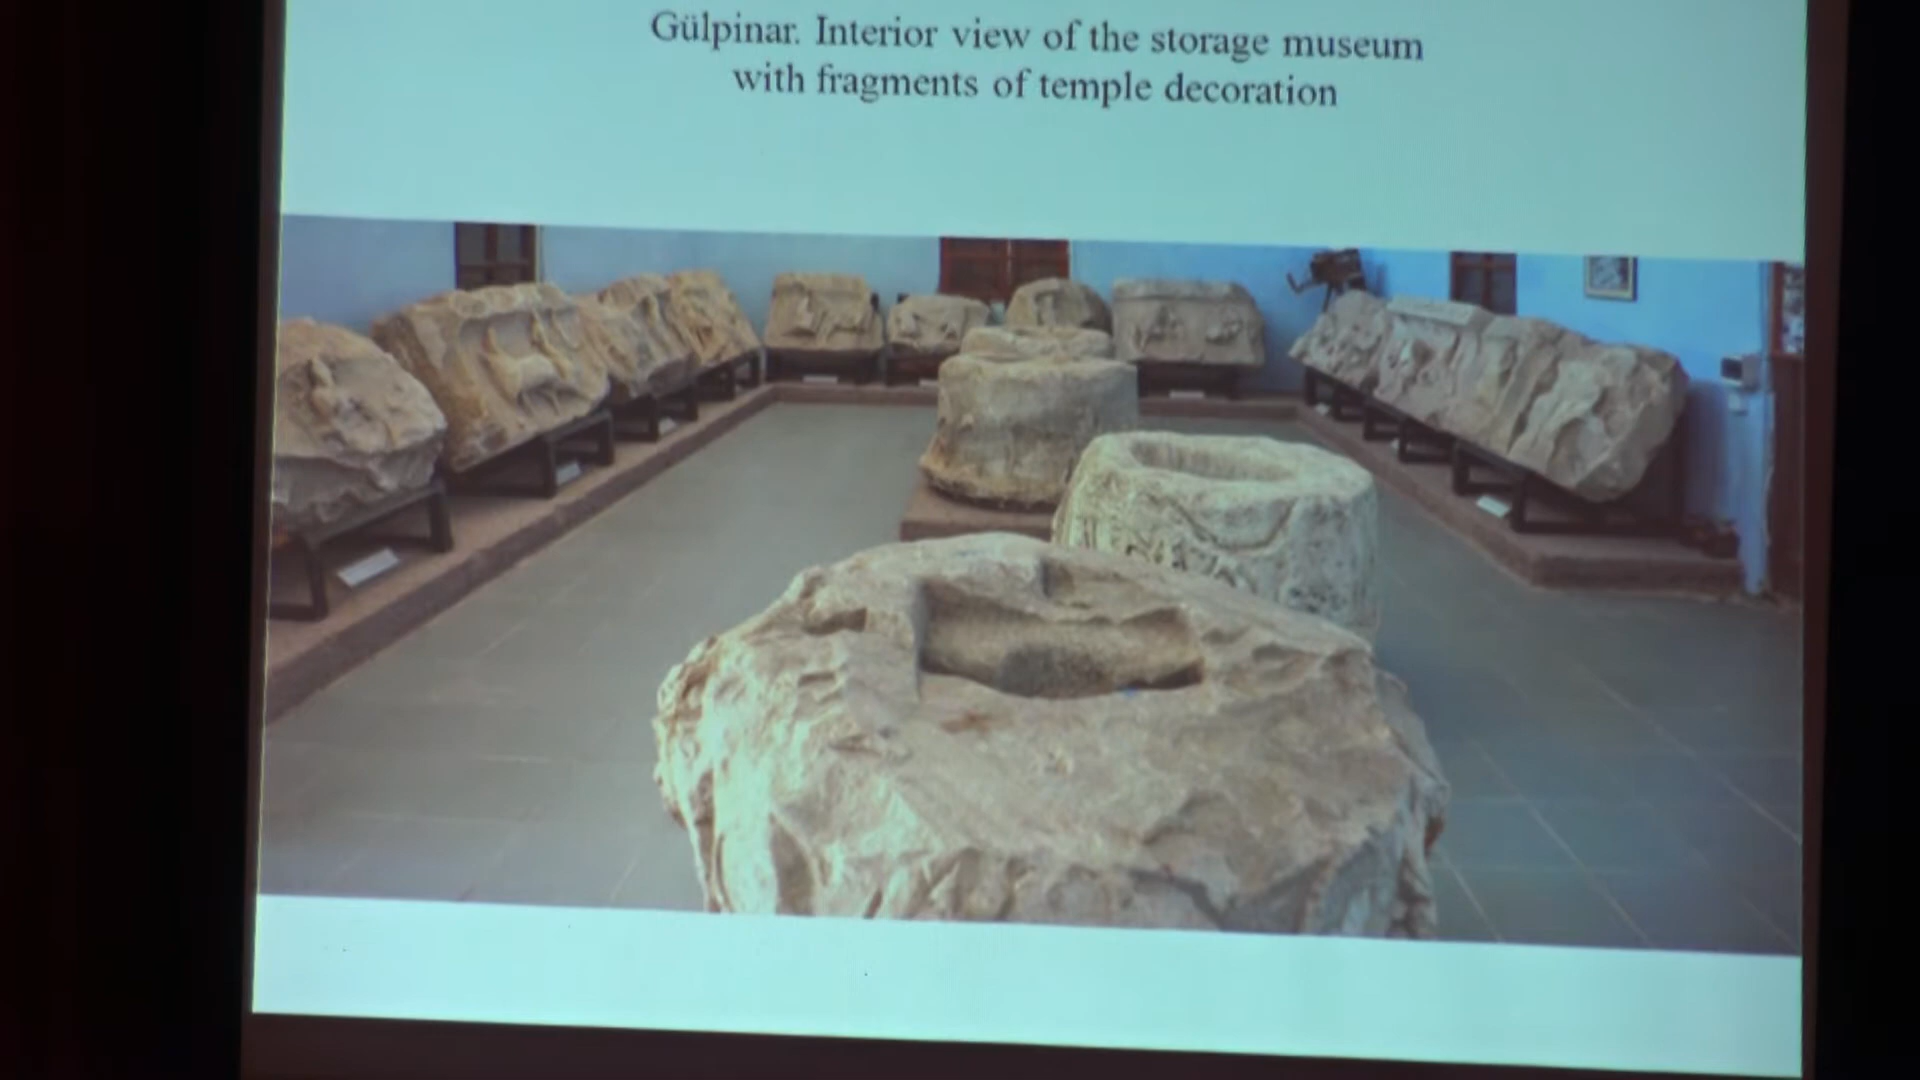 Gülpinar. Interior view of the storage museum
with fragments of temple decoration